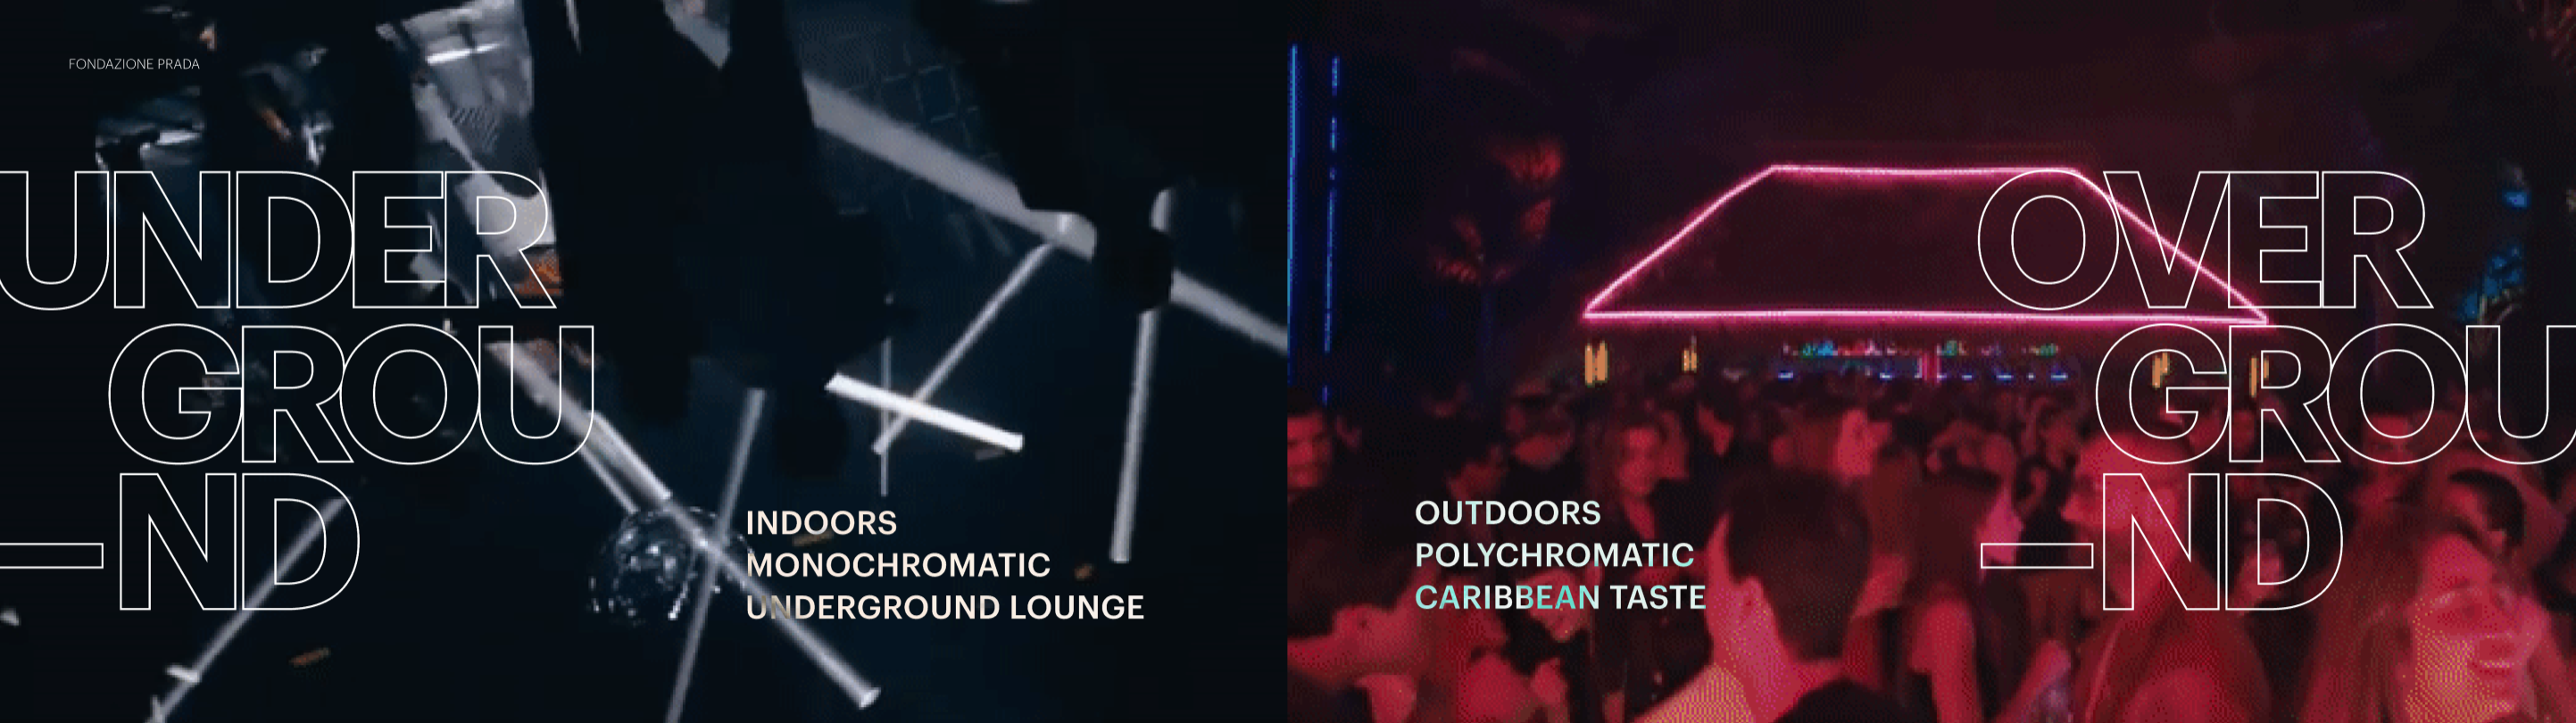 FONDAZIONE PRADA
UNDER
GROU
—ND
INDOORS
MONOCHROMATIC
UNDERGROUND LOUNGE
OVER
GROU
—ND
OUTDOORS
POLYCHROMATIC
CARIBBEAN TASTE